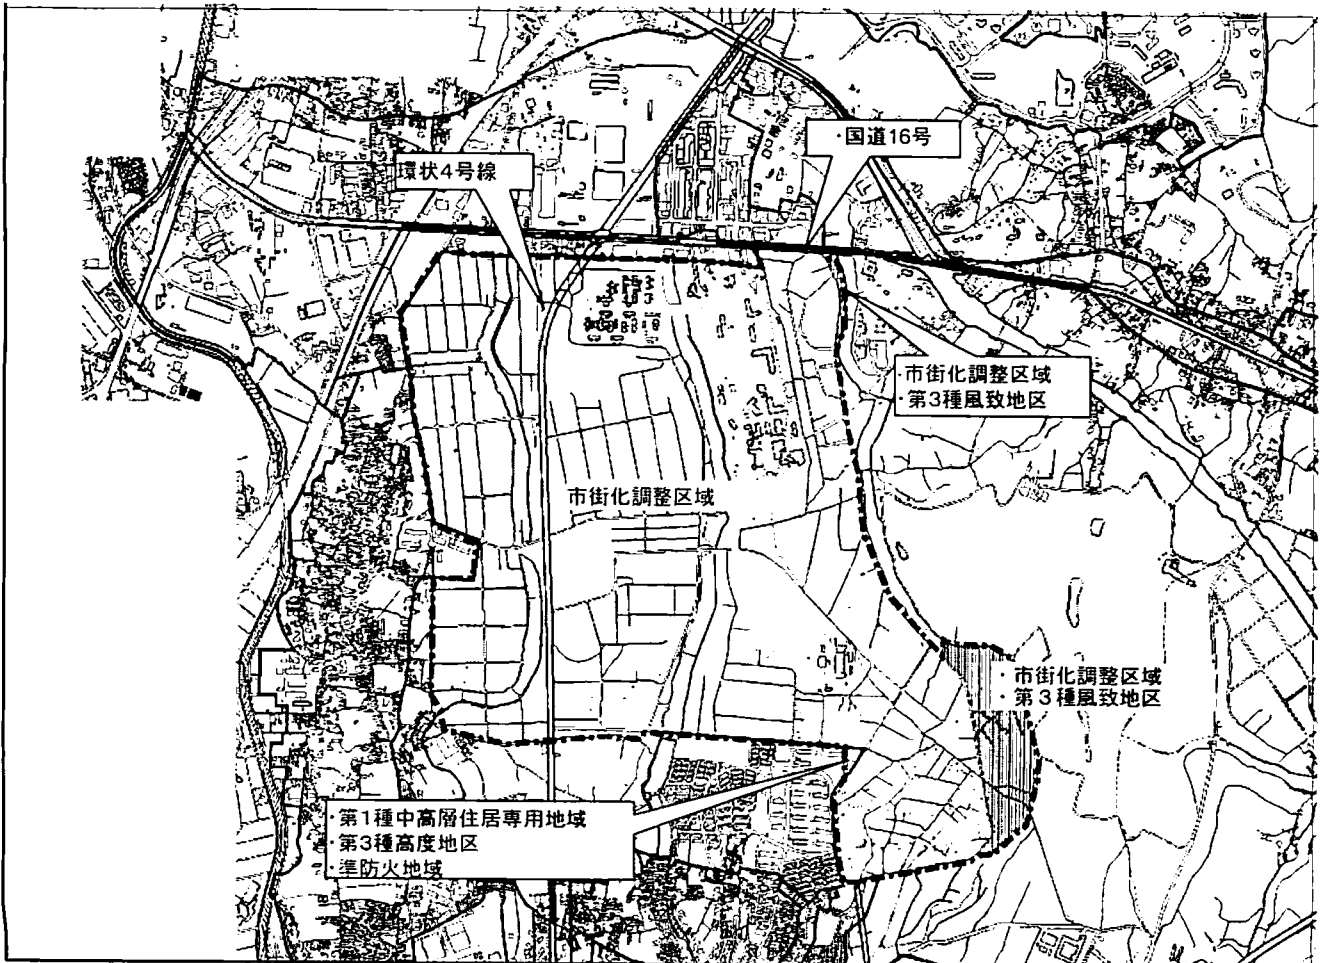 ・国道16号
環状4号線
・市街化調整区域
・第3種風致地区
市街化調整区域
・市街化調整区域
・第3種風致地区
・第1種中高層住居専用地域
・第3種高度地区
・準防火地域